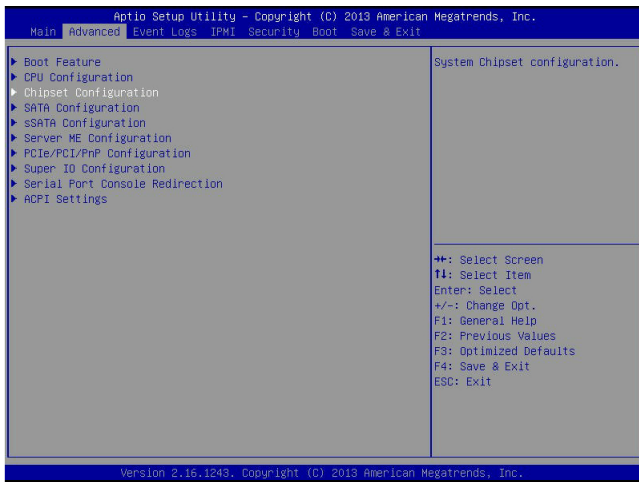 Aptio Setup Utility – Copyright (C) 2013 American Megatrends, Inc.
Main Advanced Event Logs IPMI Security Boot Save & Exit
▶ Boot Feature
▶ CPU Configuration
▶ Chipset Configuration
▶ SATA Configuration
▶ sSATA Configuration
▶ Server ME Configuration
▶ PCIe/PCI/PnP Configuration
▶ Super IO Configuration
▶ Serial Port Console Redirection
▶ ACPI Settings
System Chipset configuration.
→←: Select Screen
↑↓: Select Item
Enter: Select
+/-: Change Opt.
F1: General Help
F2: Previous Values
F3: Optimized Defaults
F4: Save & Exit
ESC: Exit
Version 2.16.1243. Copyright (C) 2013 American Megatrends, Inc.